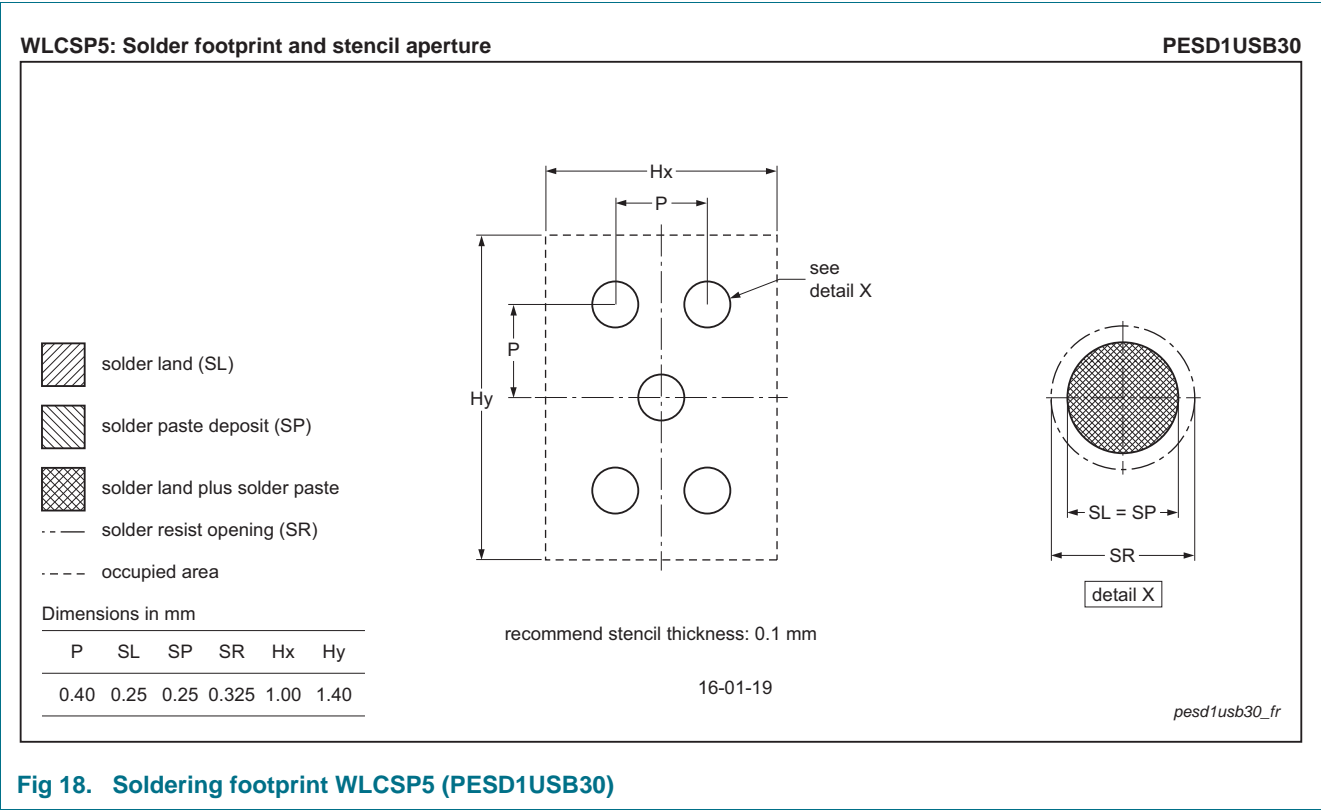 WLCSP5: Solder footprint and stencil aperture
PESD1USB30
Hx
P
see
detail X
P
Hy
solder land (SL)
solder paste deposit (SP)
solder land plus solder paste
solder resist opening (SR)
occupied area
SL = SP
SR
detail X
Dimensions in mm
P SL SP SR Hx Hy
0.40 0.25 0.25 0.325 1.00 1.40
recommend stencil thickness: 0.1 mm
16-01-19
pesd1usb30_fr
Fig 18. Soldering footprint WLCSP5 (PESD1USB30)